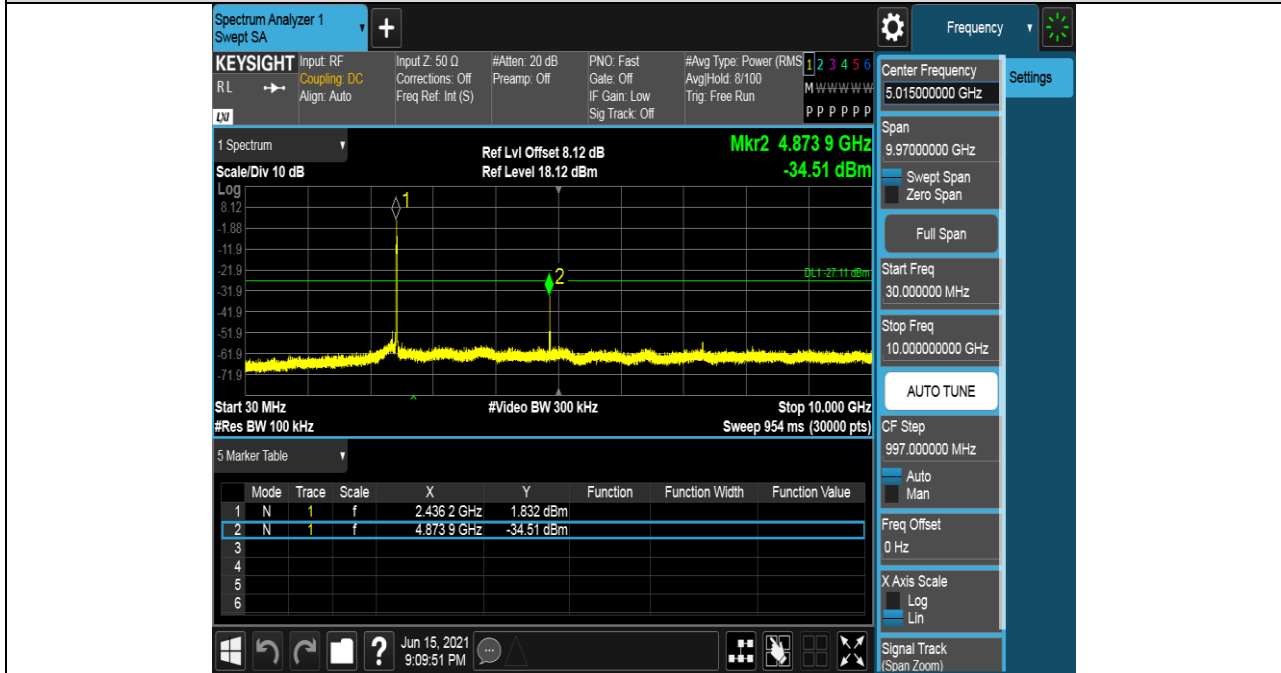 Spectrum Analyzer 1
Swept SA
+
Frequency
KEYSIGHT
RL
LXI
Input: RF
Coupling: DC
Align: Auto
Input Z: 50 Ω
Corrections: Off
Freq Ref: Int (S)
#Atten: 20 dB
Preamp: Off
PNO: Fast
Gate: Off
IF Gain: Low
Sig Track: Off
#Avg Type: Power (RMS
Avg|Hold: 8/100
Trig: Free Run
1 2 3 4 5 6
M W W W W W
P P P P P P
1 Spectrum
Scale/Div 10 dB
Ref Lvl Offset 8.12 dB
Ref Level 18.12 dBm
Mkr2 4.873 9 GHz
-34.51 dBm
Log
8.12
-1.88
-11.9
-21.9
-31.9
-41.9
-51.9
-61.9
-71.9
1
2
DL1 -27.11 dBm
Start 30 MHz
#Video BW 300 kHz
Stop 10.000 GHz
#Res BW 100 kHz
Sweep 954 ms (30000 pts)
5 Marker Table
Mode Trace Scale X Y Function Function Width Function Value
1 N 1 f 2.436 2 GHz 1.832 dBm
2 N 1 f 4.873 9 GHz -34.51 dBm
3
4
5
6
?
Jun 15, 2021
9:09:51 PM
Center Frequency
5.015000000 GHz
Settings
Span
9.97000000 GHz
Swept Span
Zero Span
Full Span
Start Freq
30.000000 MHz
Stop Freq
10.000000000 GHz
AUTO TUNE
CF Step
997.000000 MHz
Auto
Man
Freq Offset
0 Hz
X Axis Scale
Log
Lin
Signal Track
(Span Zoom)